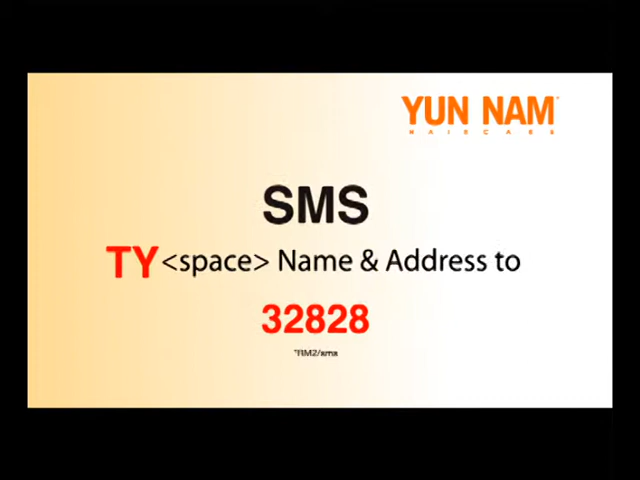 YUN NAM
HAIRCARE
SMS
TY <space> Name & Address to
32828
*RM2/sms